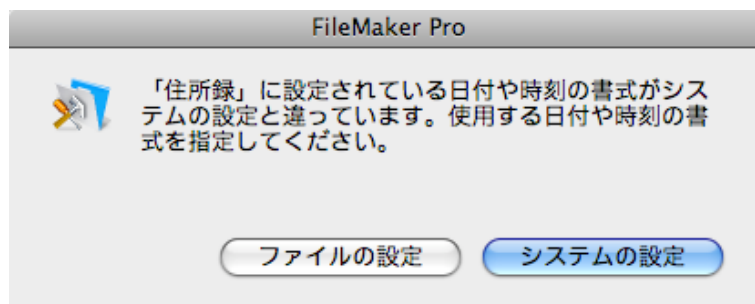 FileMaker Pro
「住所録」に設定されている日付や時刻の書式がシス
テムの設定と違っています。使用する日付や時刻の書
式を指定してください。
ファイルの設定
システムの設定